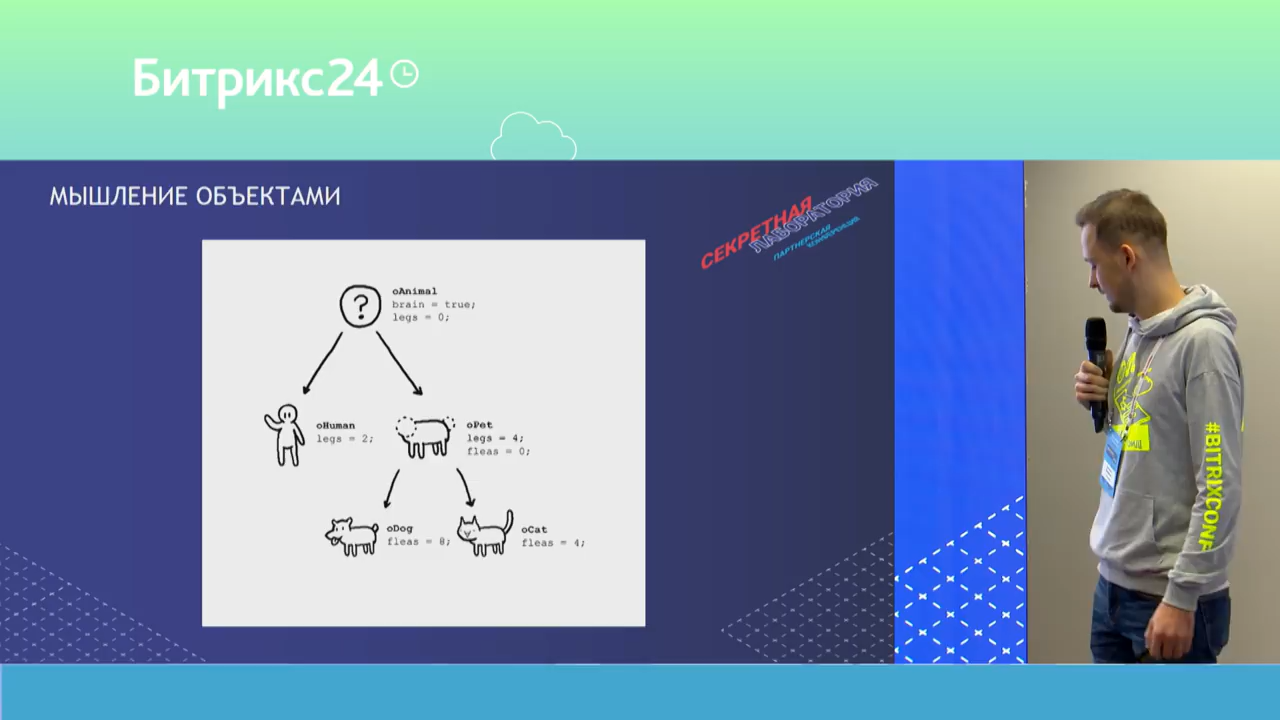 Битрикс24
МЫШЛЕНИЕ ОБЪЕКТАМИ
СЕКРЕТНАЯ
ЛАБОРАТОРИЯ
ПАРТНЕРСКАЯ
КОНФЕРЕНЦИЯ
?
oAnimal
brain = true;
legs = 0;
oHuman
legs = 2;
oPet
legs = 4;
fleas = 0;
oDog
fleas = 8;
oCat
fleas = 4;
#BITRIXCONF